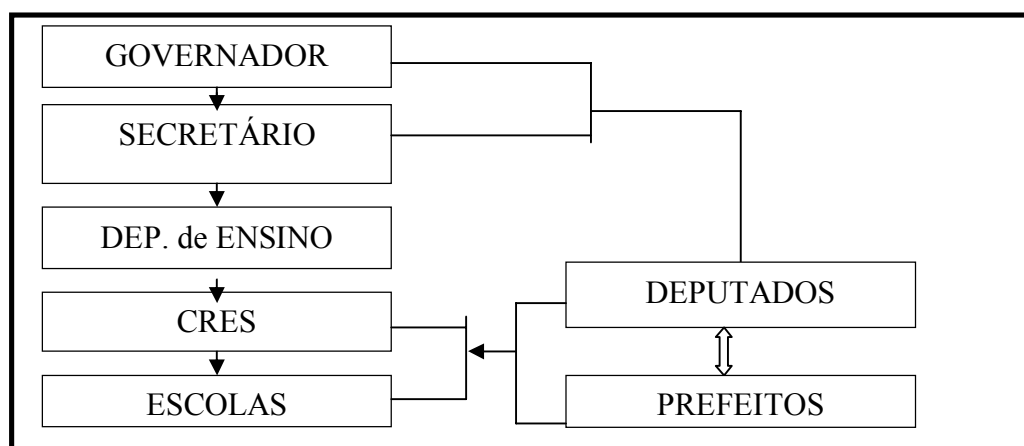 GOVERNADOR
SECRETÁRIO
DEP. de ENSINO
CRES
ESCOLAS
DEPUTADOS
PREFEITOS